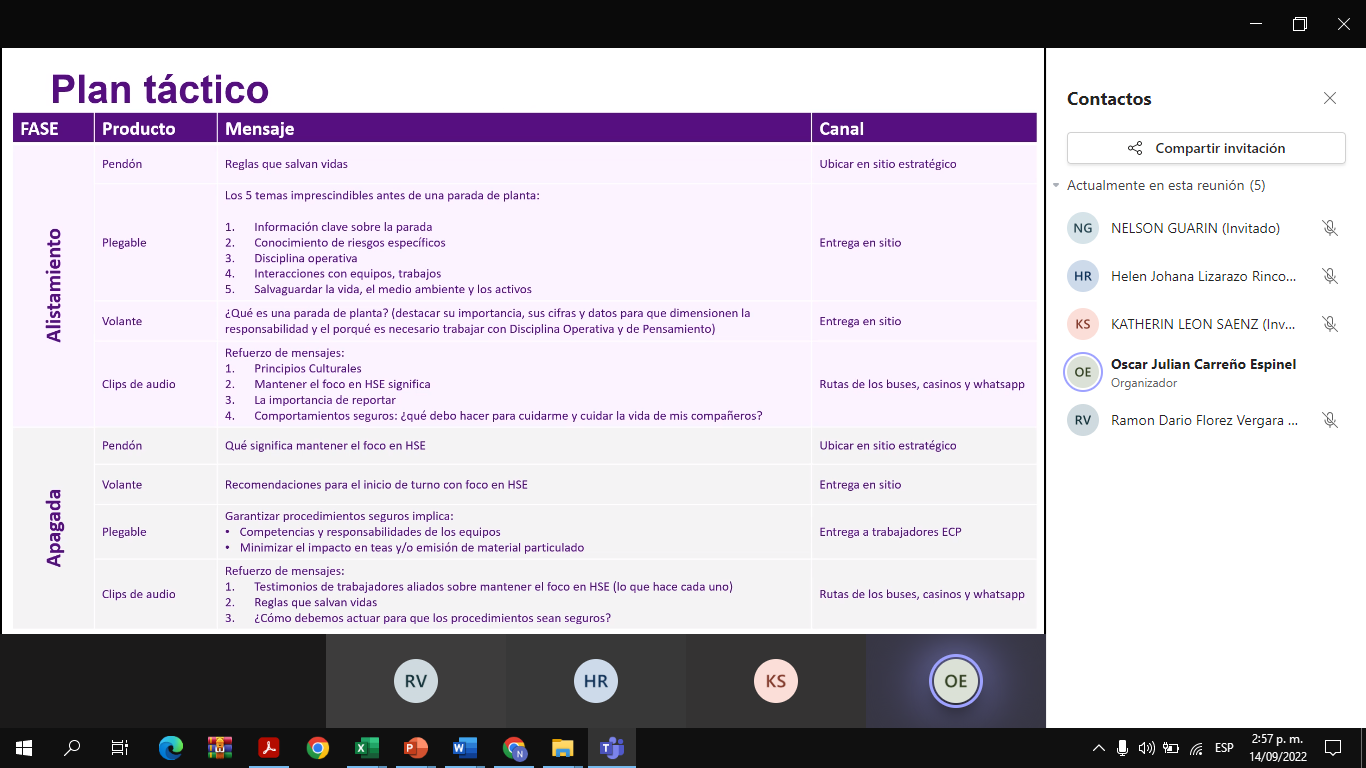 Plan táctico
FASE Producto Mensaje Canal
Alistamiento
Pendón Reglas que salvan vidas Ubicar en sitio estratégico
Plegable
Los 5 temas imprescindibles antes de una parada de planta:
1. Información clave sobre la parada
2. Conocimiento de riesgos específicos
3. Disciplina operativa
4. Interacciones con equipos, trabajos
5. Salvaguardar la vida, el medio ambiente y los activos
Entrega en sitio
Volante
¿Qué es una parada de planta? (destacar su importancia, sus cifras y datos para que dimensionen la
responsabilidad y el porqué es necesario trabajar con Disciplina Operativa y de Pensamiento)
Entrega en sitio
Clips de audio
Refuerzo de mensajes:
1. Principios Culturales
2. Mantener el foco en HSE significa
3. La importancia de reportar
4. Comportamientos seguros: ¿qué debo hacer para cuidarme y cuidar la vida de mis compañeros?
Rutas de los buses, casinos y whatsapp
Apagada
Pendón Qué significa mantener el foco en HSE Ubicar en sitio estratégico
Volante Recomendaciones para el inicio de turno con foco en HSE Entrega en sitio
Plegable
Garantizar procedimientos seguros implica:
• Competencias y responsabilidades de los equipos
• Minimizar el impacto en teas y/o emisión de material particulado
Entrega a trabajadores ECP
Clips de audio
Refuerzo de mensajes:
1. Testimonios de trabajadores aliados sobre mantener el foco en HSE (lo que hace cada uno)
2. Reglas que salvan vidas
3. ¿Cómo debemos actuar para que los procedimientos sean seguros?
Rutas de los buses, casinos y whatsapp
Contactos
Compartir invitación
Actualmente en esta reunión (5)
NG NELSON GUARIN (Invitado)
HR Helen Johana Lizarazo Rinco...
KS KATHERIN LEON SAENZ (Inv...
OE Oscar Julian Carreño Espinel
Organizador
RV Ramon Dario Florez Vergara ...
RV HR KS OE
ESP
2:57 p. m.
14/09/2022